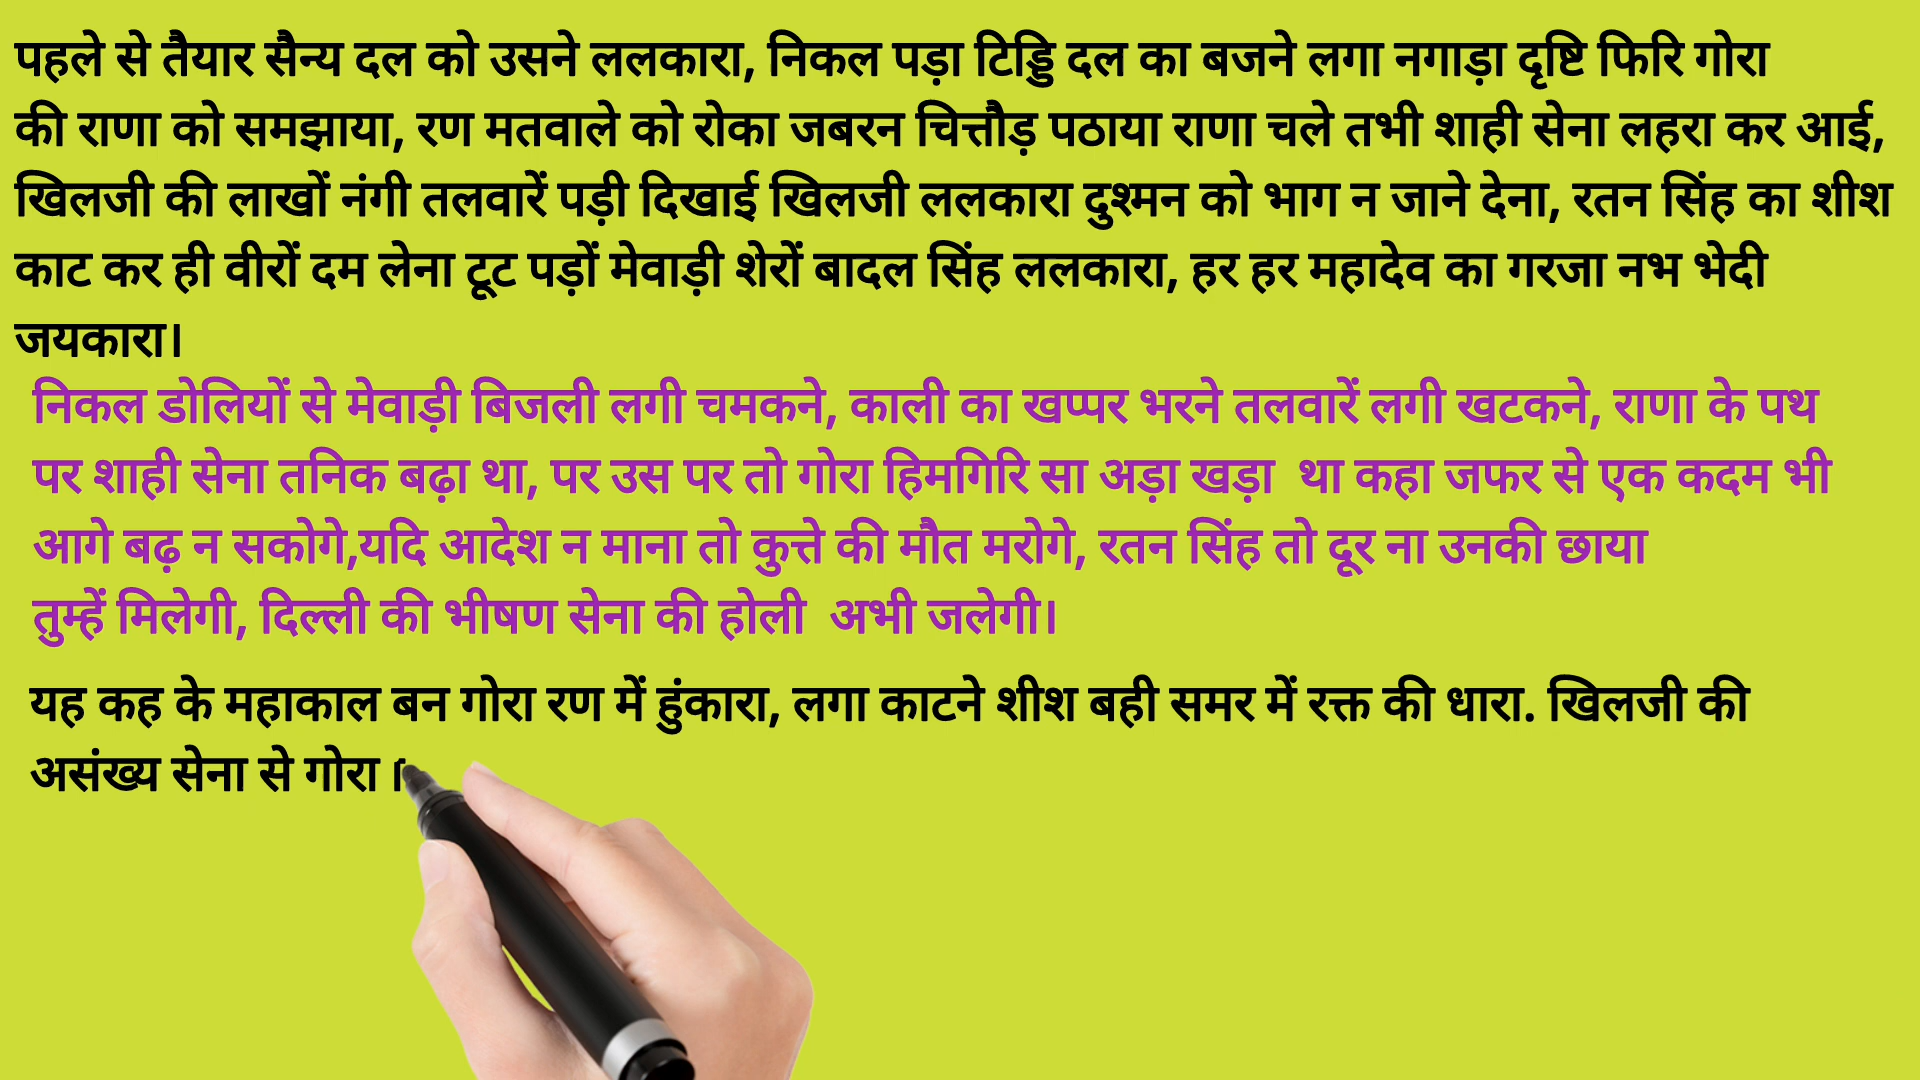 पहले से तैयार सैन्य दल को उसने ललकारा, निकल पड़ा टिड्डि दल का बजने लगा नगाड़ा दृष्टि फिरि गोरा
की राणा को समझाया, रण मतवाले को रोका जबरन चित्तौड़ पठाया राणा चले तभी शाही सेना लहरा कर आई,
खिलजी की लाखों नंगी तलवारें पड़ी दिखाई खिलजी ललकारा दुश्मन को भाग न जाने देना, रतन सिंह का शीश
काट कर ही वीरों दम लेना टूट पड़ों मेवाड़ी शेरों बादल सिंह ललकारा, हर हर महादेव का गरजा नभ भेदी
जयकारा।
निकल डोलियों से मेवाड़ी बिजली लगी चमकने, काली का खप्पर भरने तलवारें लगी खटकने, राणा के पथ
पर शाही सेना तनिक बढ़ा था, पर उस पर तो गोरा हिमगिरि सा अड़ा खड़ा था कहा जफर से एक कदम भी
आगे बढ़ न सकोगे,यदि आदेश न माना तो कुत्ते की मौत मरोगे, रतन सिंह तो दूर ना उनकी छाया
तुम्हें मिलेगी, दिल्ली की भीषण सेना की होली अभी जलेगी।
यह कह के महाकाल बन गोरा रण में हुंकारा, लगा काटने शीश बही समर में रक्त की धारा. खिलजी की
असंख्य सेना से गोरा